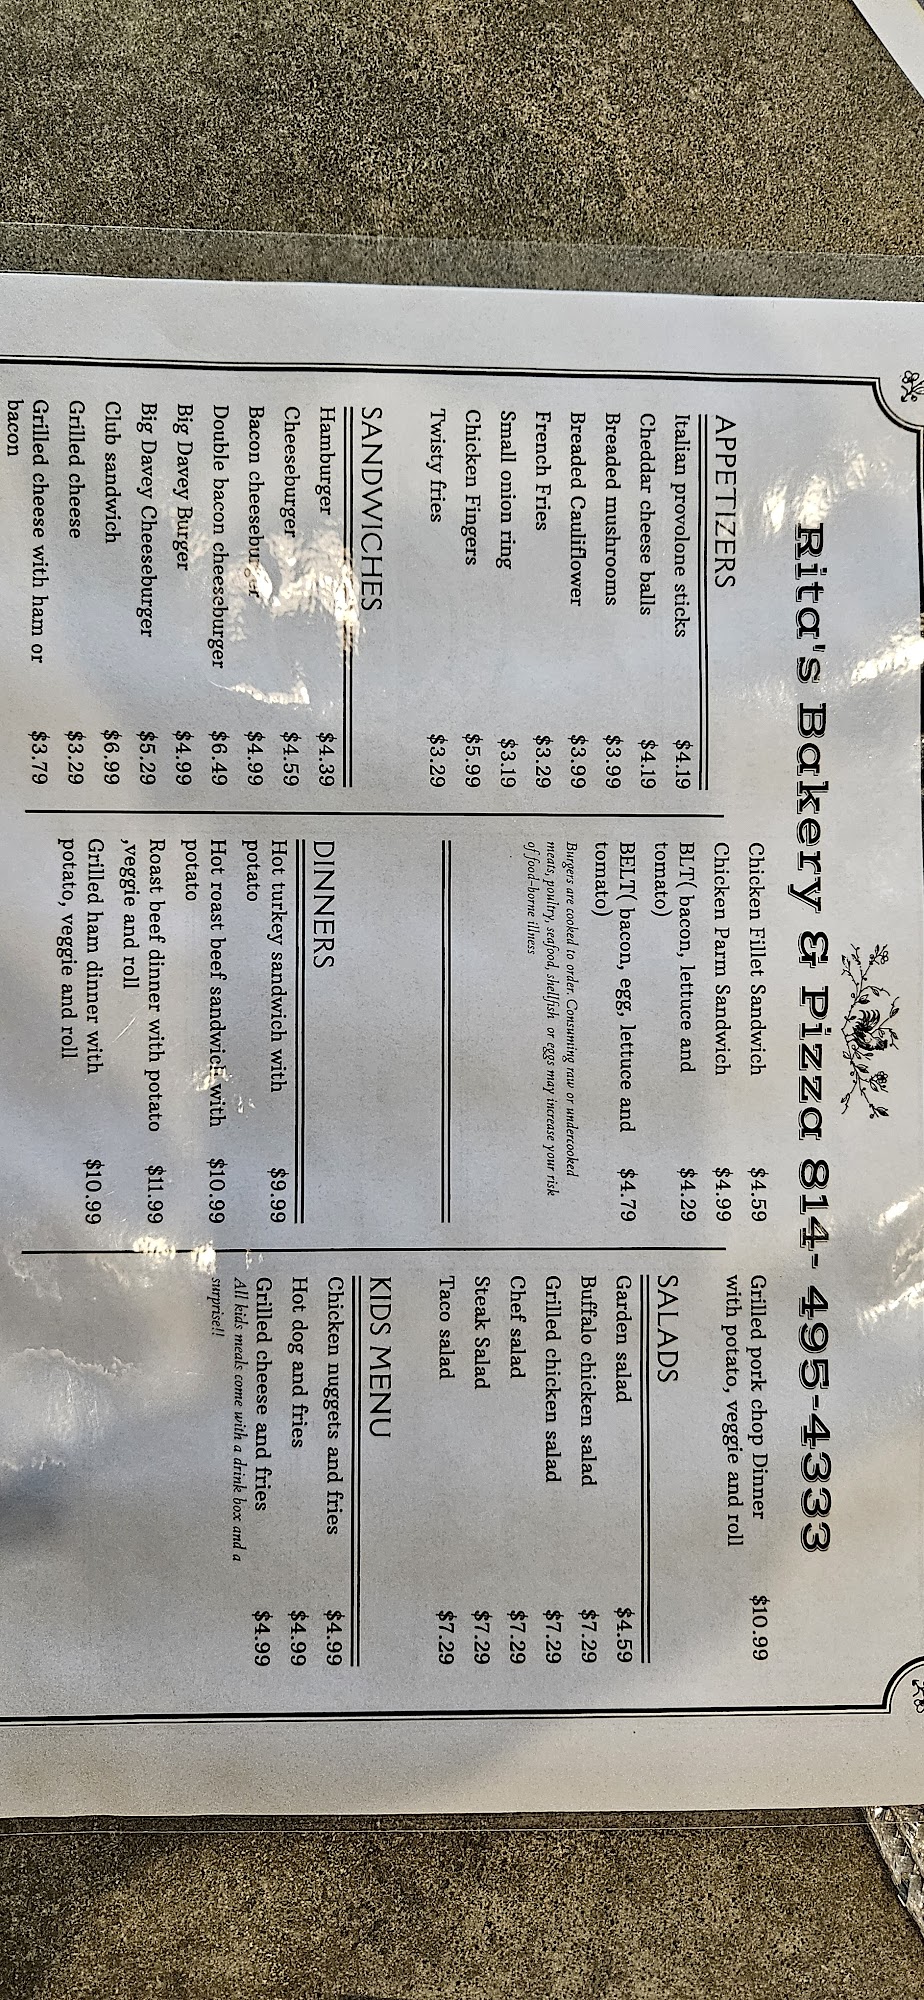 Rita's Bakery & Pizza 814- 495-4333
APPETIZERS
Italian provolone sticks $4.19
Cheddar cheese balls $4.19
Breaded mushrooms $3.99
Breaded Cauliflower $3.99
French Fries $3.29
Small onion ring $3.19
Chicken Fingers $5.99
Twisty fries $3.29
SANDWICHES
Hamburger $4.39
Cheeseburger $4.59
Bacon cheeseburger $4.99
Double bacon cheeseburger $6.49
Big Davey Burger $4.99
Big Davey Cheeseburger $5.29
Club sandwich $6.99
Grilled cheese $3.29
Grilled cheese with ham or $3.79
bacon
Chicken Fillet Sandwich $4.59
Chicken Parm Sandwich $4.99
BLT( bacon, lettuce and $4.29
tomato)
BELT( bacon, egg, lettuce and $4.79
tomato)
Burgers are cooked to order. Consuming raw or undercooked
meats, poultry, seafood, shellfish or eggs may increase your risk
of food-borne illness
DINNERS
Hot turkey sandwich with $9.99
potato
Hot roast beef sandwich with $10.99
potato
Roast beef dinner with potato $11.99
,veggie and roll
Grilled ham dinner with $10.99
potato, veggie and roll
Grilled pork chop Dinner $10.99
with potato, veggie and roll
SALADS
Garden salad $4.59
Buffalo chicken salad $7.29
Grilled chicken salad $7.29
Chef salad $7.29
Steak Salad $7.29
Taco salad $7.29
KIDS MENU
Chicken nuggets and fries $4.99
Hot dog and fries $4.99
Grilled cheese and fries $4.99
All kids meals come with a drink box and a
surprise!!